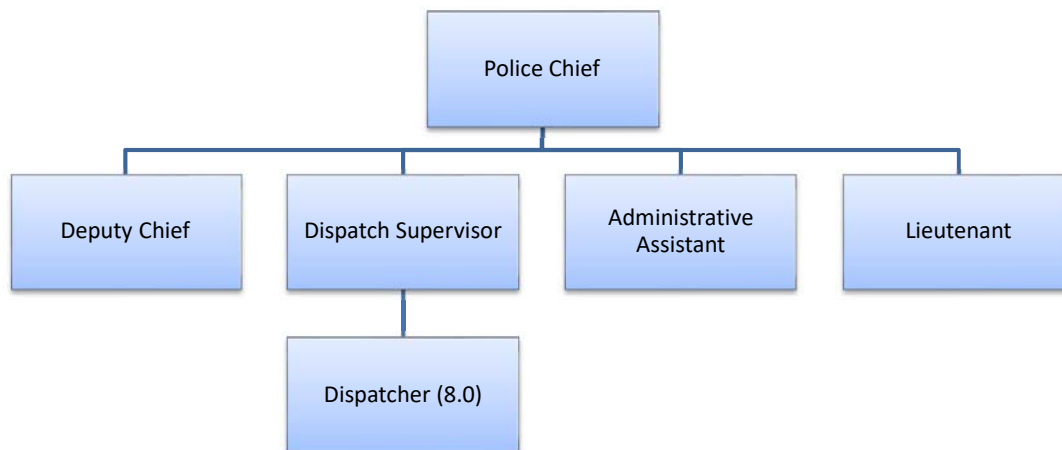 Police Chief
Deputy Chief
Dispatch Supervisor
Administrative
Assistant
Lieutenant
Dispatcher (8.0)